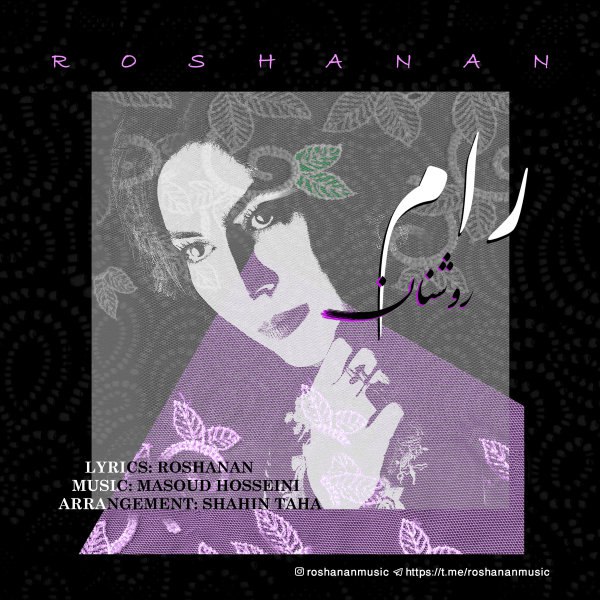 ROSHANAN
رام
روشنان
LYRICS: ROSHANAN
MUSIC: MASOUD HOSSEINI
ARRANGEMENT: SHAHIN TAHA
roshananmusic https://t.me/roshananmusic